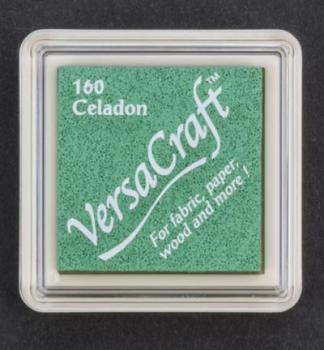 160
Celadon
VersaCraft™
For fabric, paper,
wood and more !